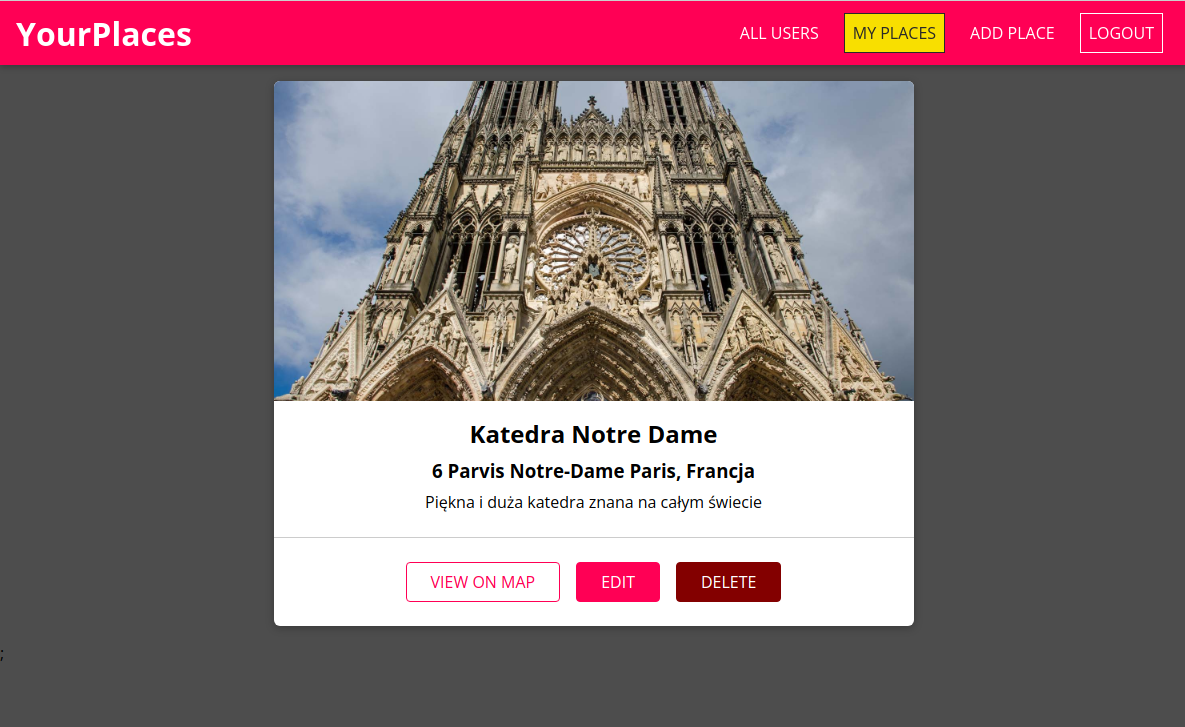 YourPlaces
ALL USERS
MY PLACES
ADD PLACE
LOGOUT
Katedra Notre Dame
6 Parvis Notre-Dame Paris, Francja
Piękna i duża katedra znana na całym świecie
VIEW ON MAP
EDIT
DELETE
;